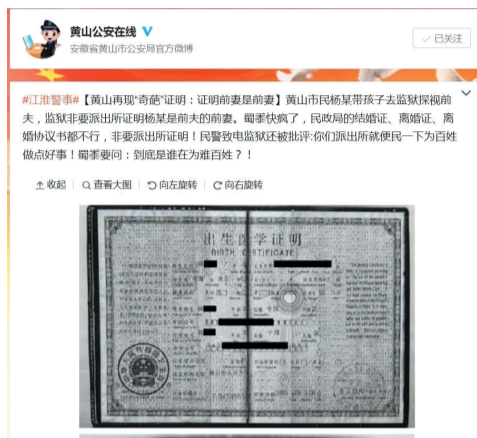 黄山公安在线
安徽省黄山市公安局官方微博
已关注
#江淮警事#【黄山再现“奇葩”证明：证明前妻是前妻】黄山市民杨某带孩子去监狱探视前
夫，监狱非要派出所证明杨某是前夫的前妻。蜀黍快疯了，民政局的结婚证、离婚证、离
婚协议书都不行，非要派出所证明！民警致电监狱还被批评:你们派出所就便民一下为百姓
做点好事！蜀黍要问：到底是谁在为难百姓？！
收起 查看大图 向左旋转 向右旋转
出生医学证明
BIRTH CERTIFICATE